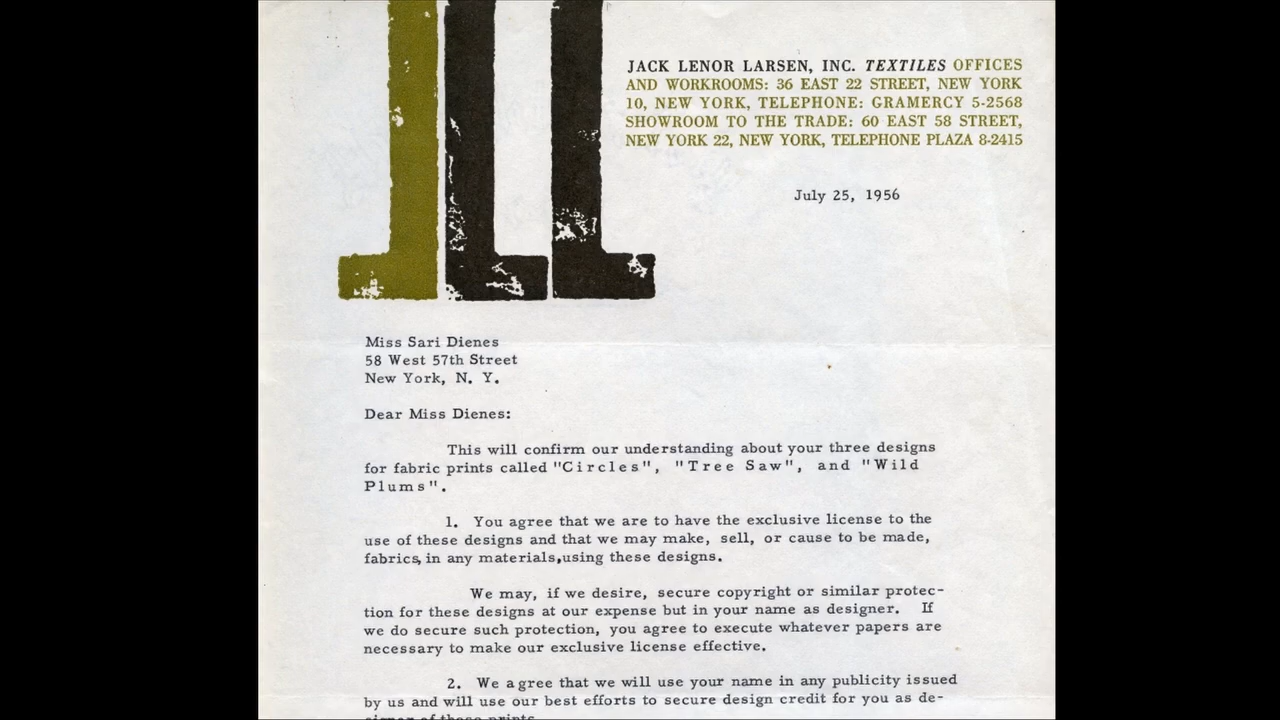 JACK LENOR LARSEN, INC. TEXTILES OFFICES
AND WORKROOMS: 36 EAST 22 STREET, NEW YORK
10, NEW YORK, TELEPHONE: GRAMERCY 5-2568
SHOWROOM TO THE TRADE: 60 EAST 58 STREET,
NEW YORK 22, NEW YORK, TELEPHONE PLAZA 8-2415
July 25, 1956
Miss Sari Dienes
58 West 57th Street
New York, N. Y.
Dear Miss Dienes:
This will confirm our understanding about your three designs
for fabric prints called "Circles", "Tree Saw", and "Wild
Plums".
1. You agree that we are to have the exclusive license to the
use of these designs and that we may make, sell, or cause to be made,
fabrics, in any materials,using these designs.
We may, if we desire, secure copyright or similar protec-
tion for these designs at our expense but in your name as designer. If
we do secure such protection, you agree to execute whatever papers are
necessary to make our exclusive license effective.
2. We agree that we will use your name in any publicity issued
by us and will use our best efforts to secure design credit for you as de-
signer of these prints.